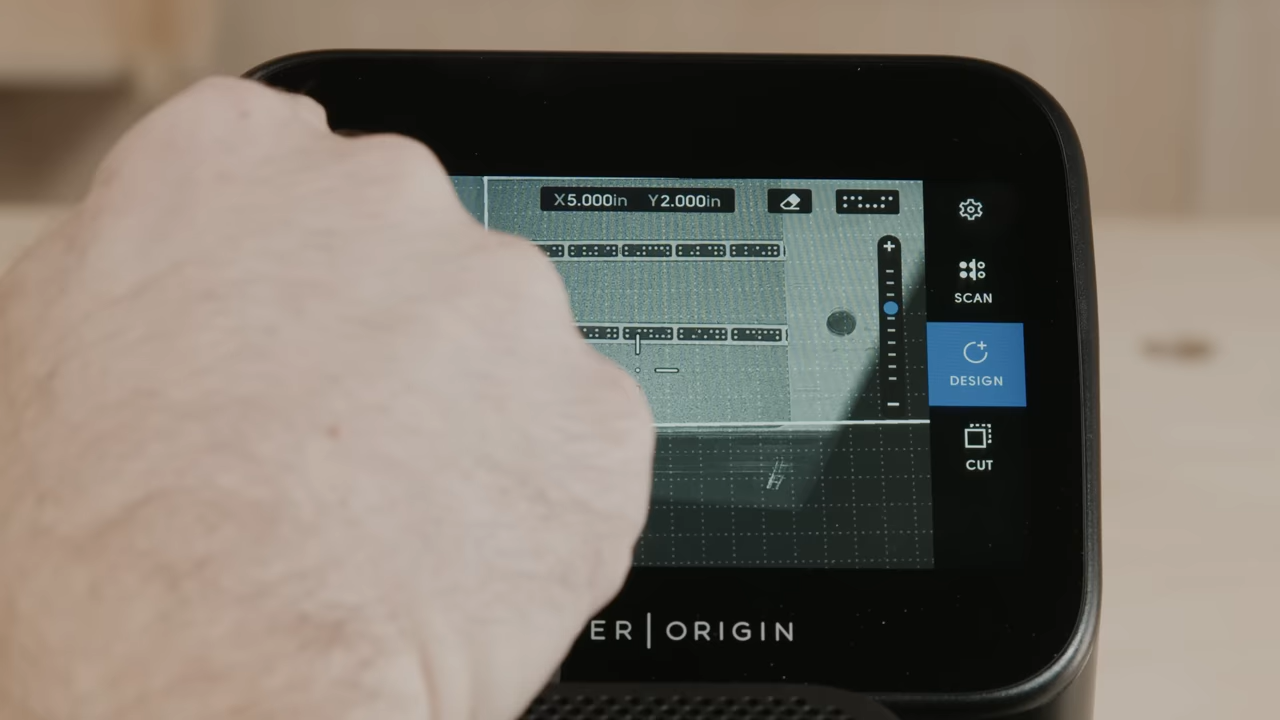 X5.000in Y2.000in
SCAN
DESIGN
CUT
ER | ORIGIN